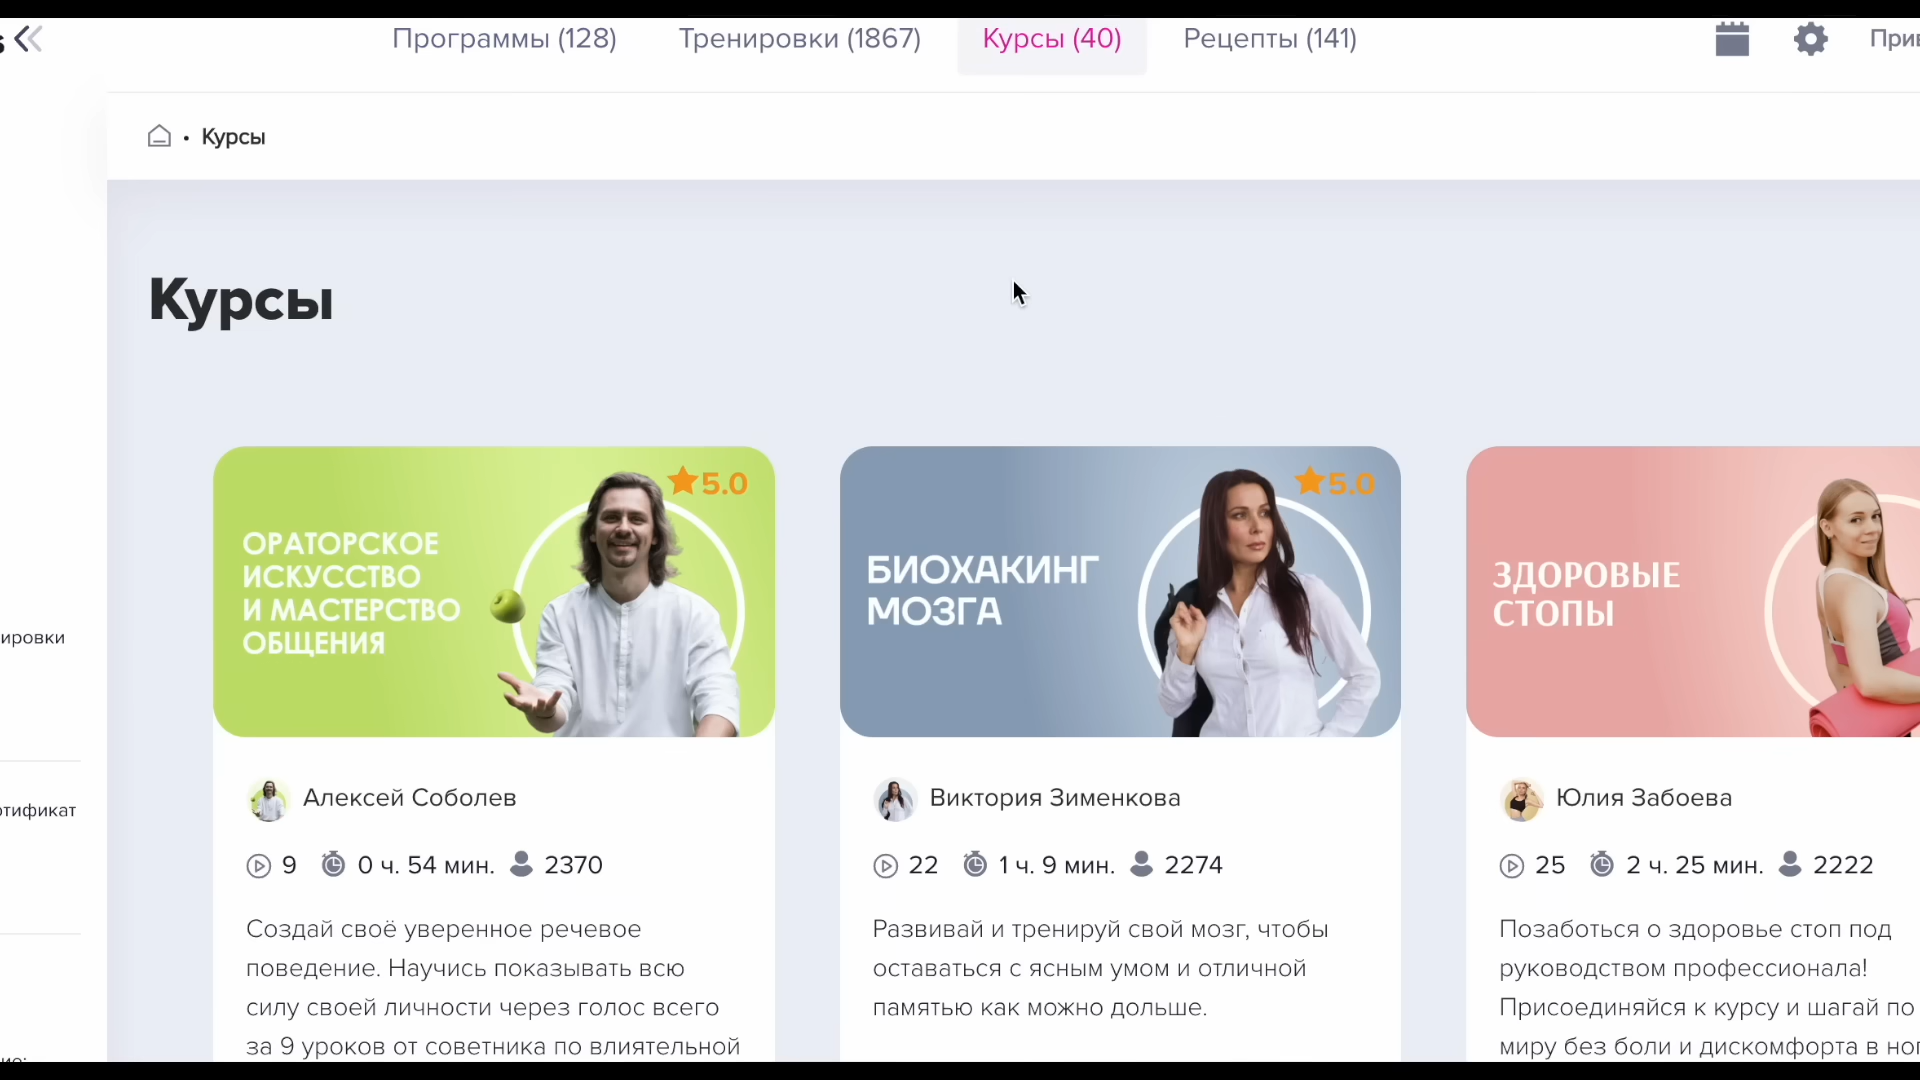 Программы (128)
Тренировки (1867)
Курсы (40)
Рецепты (141)
• Курсы
Курсы
5.0
ОРАТОРСКОЕ
ИСКУССТВО
И МАСТЕРСТВО
ОБЩЕНИЯ
Алексей Соболев
9 0 ч. 54 мин. 2370
Создай своё уверенное речевое
поведение. Научись показывать всю
силу своей личности через голос всего
за 9 уроков от советника по влиятельной
5.0
БИОХАКИНГ
МОЗГА
Виктория Зименкова
22 1 ч. 9 мин. 2274
Развивай и тренируй свой мозг, чтобы
оставаться с ясным умом и отличной
памятью как можно дольше.
ЗДОРОВЫЕ
СТОПЫ
Юлия Забоева
25 2 ч. 25 мин. 2222
Позаботься о здоровье стоп под
руководством профессионала!
Присоединяйся к курсу и шагай по
миру без боли и дискомфорта в